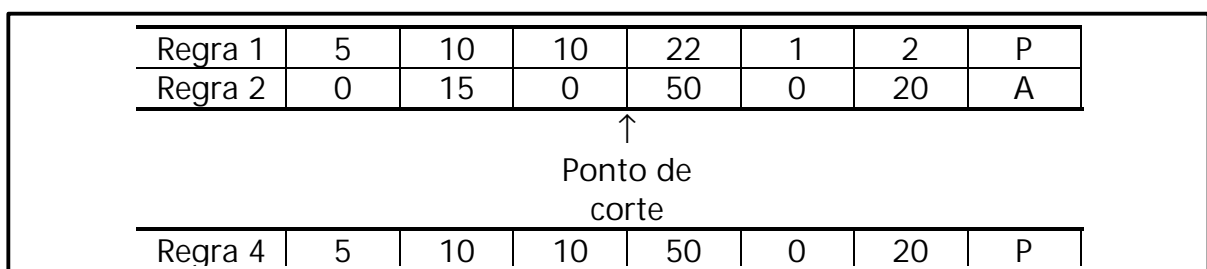 Regra 1 5 10 10 22 1 2 P
Regra 2 0 15 0 50 0 20 A
↑
Ponto de
corte
Regra 4 5 10 10 50 0 20 P